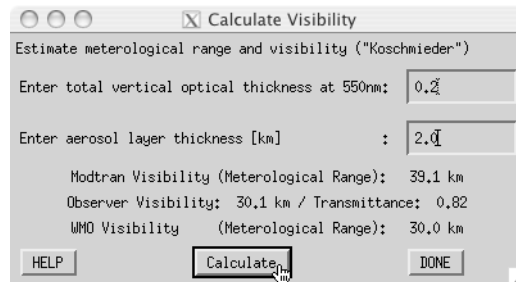 X Calculate Visibility
Estimate meterological range and visibility ("Koschmieder")
Enter total vertical optical thickness at 550nm: 0.2
Enter aerosol layer thickness [km] : 2.0
Modtran Visibility (Meterological Range): 39.1 km
Observer Visibility: 30.1 km / Transmittance: 0.82
WMO Visibility (Meterological Range): 30.0 km
HELP Calculate DONE